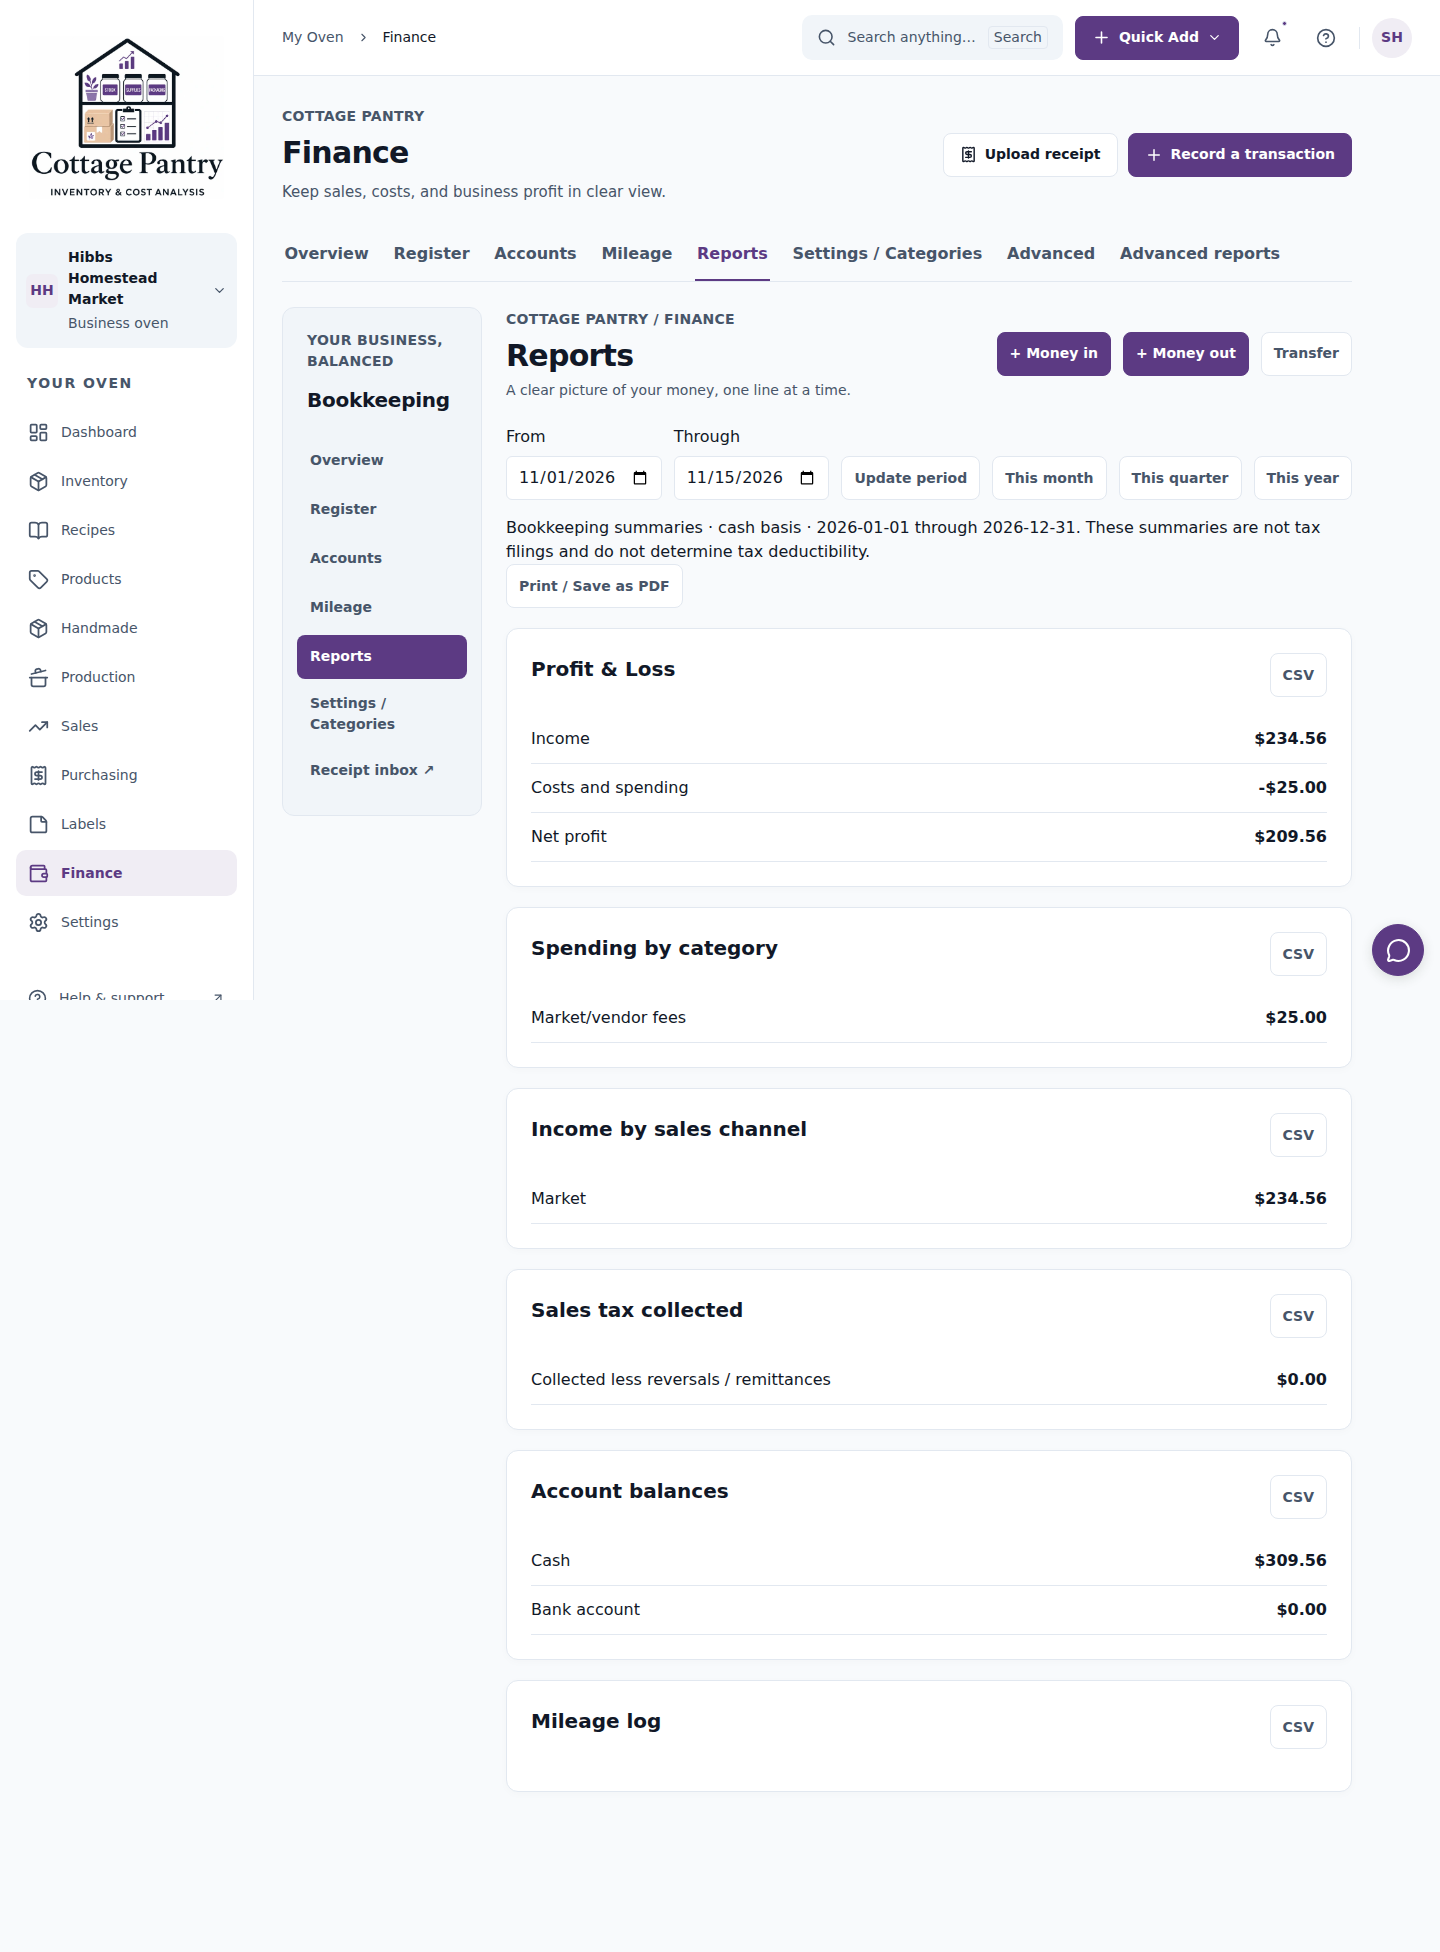 Cottage Pantry
INVENTORY & COST ANALYSIS
HH
Hibbs
Homestead
Market
Business oven
YOUR OVEN
Dashboard
Inventory
Recipes
Products
Handmade
Production
Sales
Purchasing
Labels
Finance
Settings
Help & support
My Oven
Finance
Search anything...
Search
Quick Add
SH
COTTAGE PANTRY
Finance
Keep sales, costs, and business profit in clear view.
Upload receipt
Record a transaction
Overview Register Accounts Mileage Reports Settings / Categories Advanced Advanced reports
YOUR BUSINESS,
BALANCED
Bookkeeping
Overview
Register
Accounts
Mileage
Reports
Settings /
Categories
Receipt inbox ↗
COTTAGE PANTRY / FINANCE
Reports
A clear picture of your money, one line at a time.
+ Money in
+ Money out
Transfer
From
Through
11/01/2026
11/15/2026
Update period
This month
This quarter
This year
Bookkeeping summaries · cash basis · 2026-01-01 through 2026-12-31. These summaries are not tax
filings and do not determine tax deductibility.
Print / Save as PDF
Profit & Loss
CSV
Income $234.56
Costs and spending -$25.00
Net profit $209.56
Spending by category
CSV
Market/vendor fees $25.00
Income by sales channel
CSV
Market $234.56
Sales tax collected
CSV
Collected less reversals / remittances $0.00
Account balances
CSV
Cash $309.56
Bank account $0.00
Mileage log
CSV